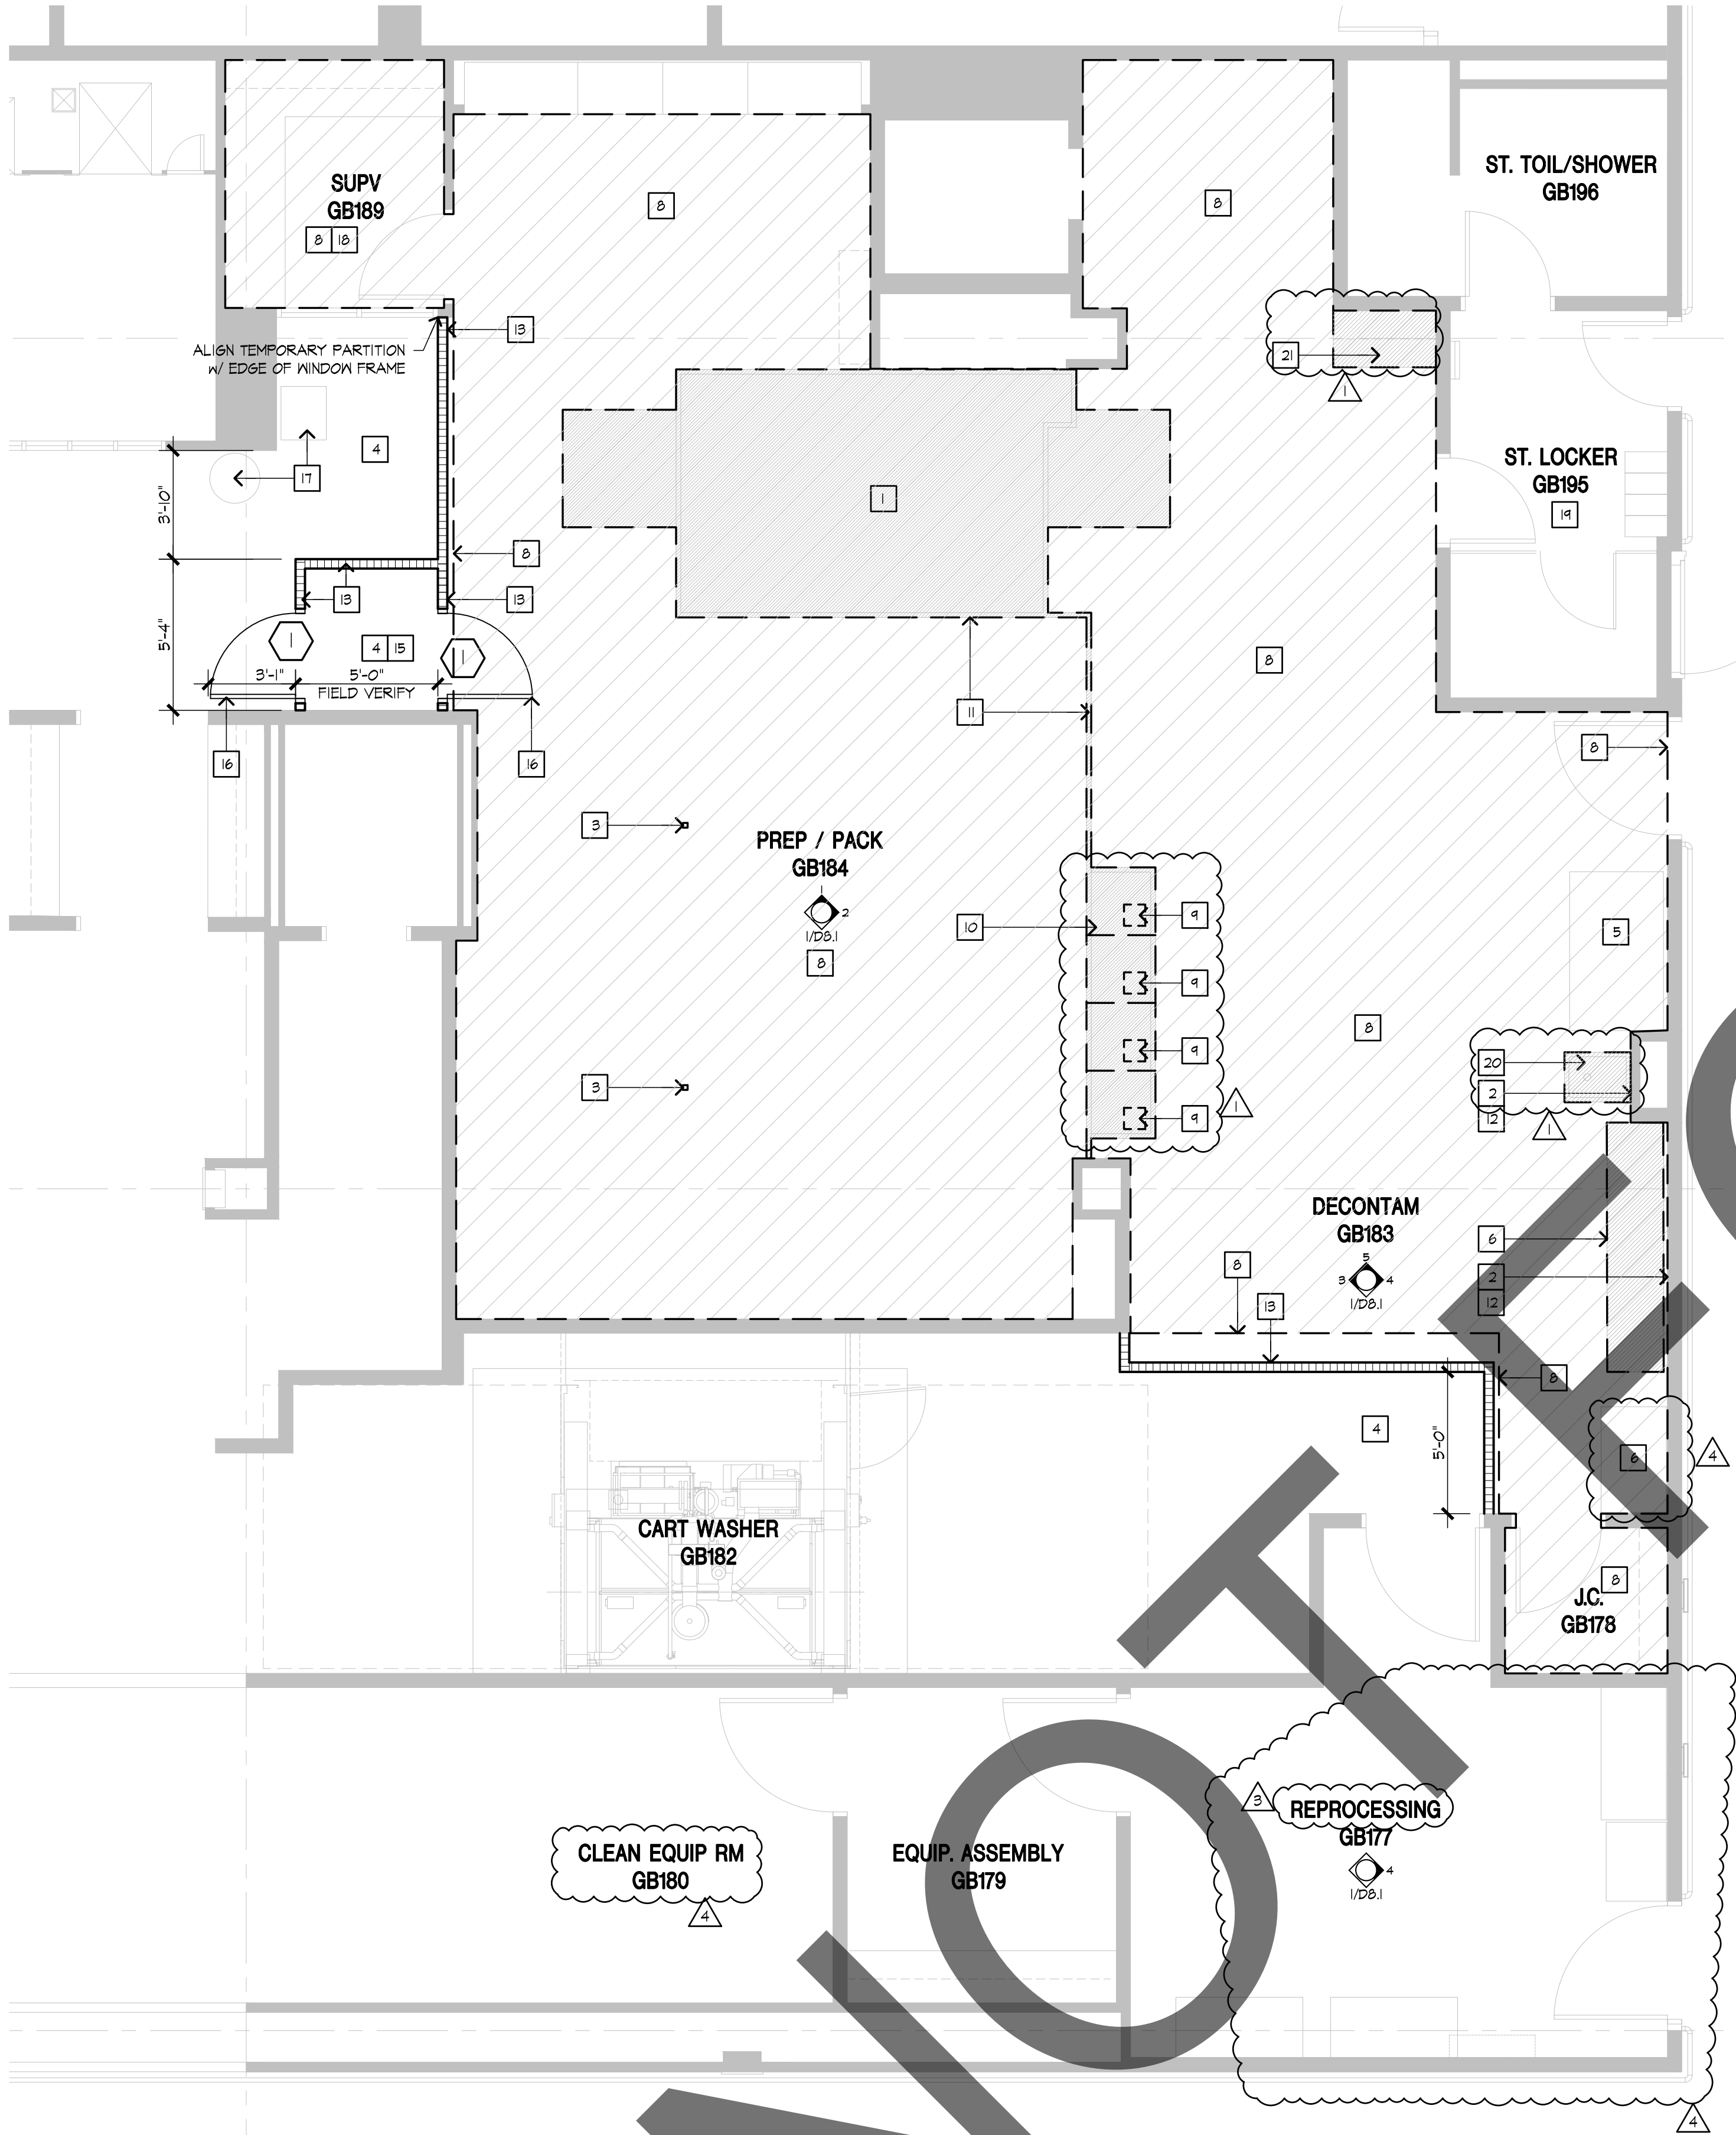 SUPV
GB189
8 18
8
8
ST. TOIL/SHOWER
GB196
13
ALIGN TEMPORARY PARTITION
W/ EDGE OF WINDOW FRAME
21
1
4
17
3'-10"
1
ST. LOCKER
GB195
19
8
13
13
5'-4"
1
4 15
1
3'-1"
5'-0"
FIELD VERIFY
8
11
16
16
8
3
PREP / PACK
GB184
1
2
1/D8.1
8
10
9
9
9
9
1
5
8
20
2
12
1
3
DECONTAM
GB183
5
3
4
1/D8.1
6
2
12
8
13
8
4
5'-0"
6
4
CART WASHER
GB182
8
J.C.
GB178
3
REPROCESSING
GB177
4
1/D8.1
CLEAN EQUIP RM
GB180
4
EQUIP. ASSEMBLY
GB179
4